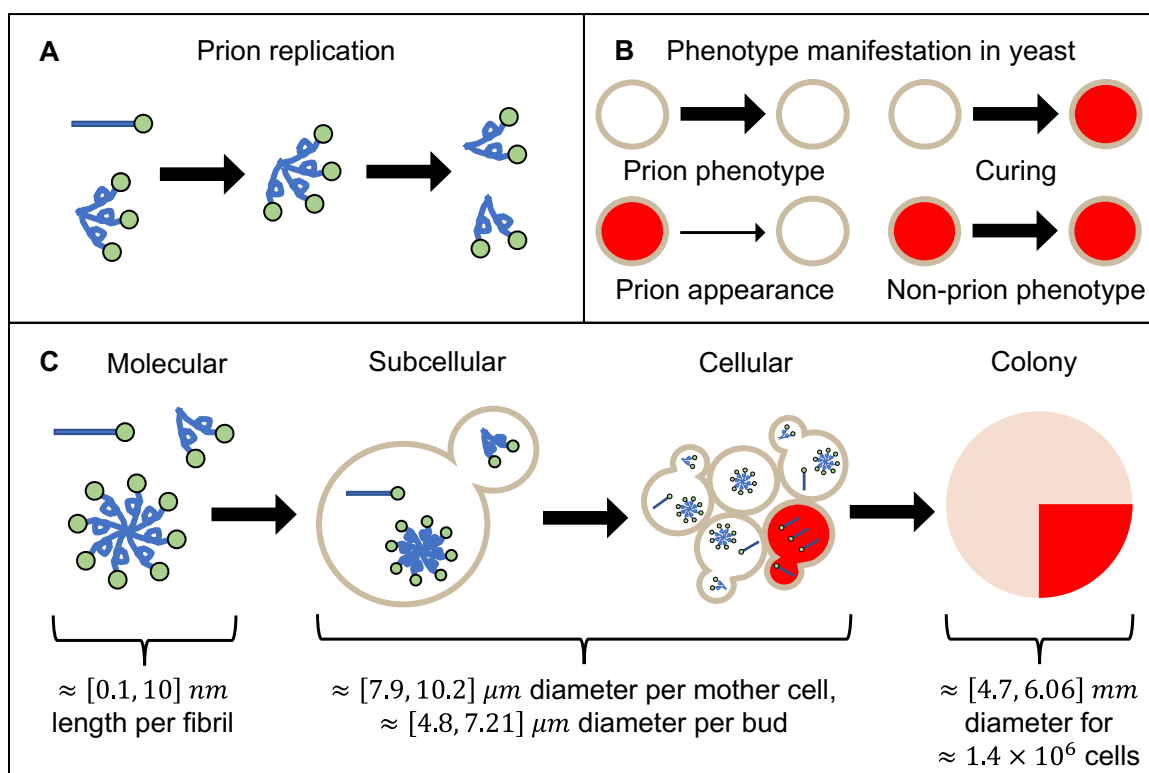 A Prion replication
B Phenotype manifestation in yeast
Prion phenotype
Curing
Prion appearance
Non-prion phenotype
C Molecular
Subcellular
Cellular
Colony
≈ [0.1, 10] nm
length per fibril
≈ [7.9, 10.2] μm diameter per mother cell,
≈ [4.8, 7.21] μm diameter per bud
≈ [4.7, 6.06] mm
diameter for
≈ 1.4 × 10⁶ cells